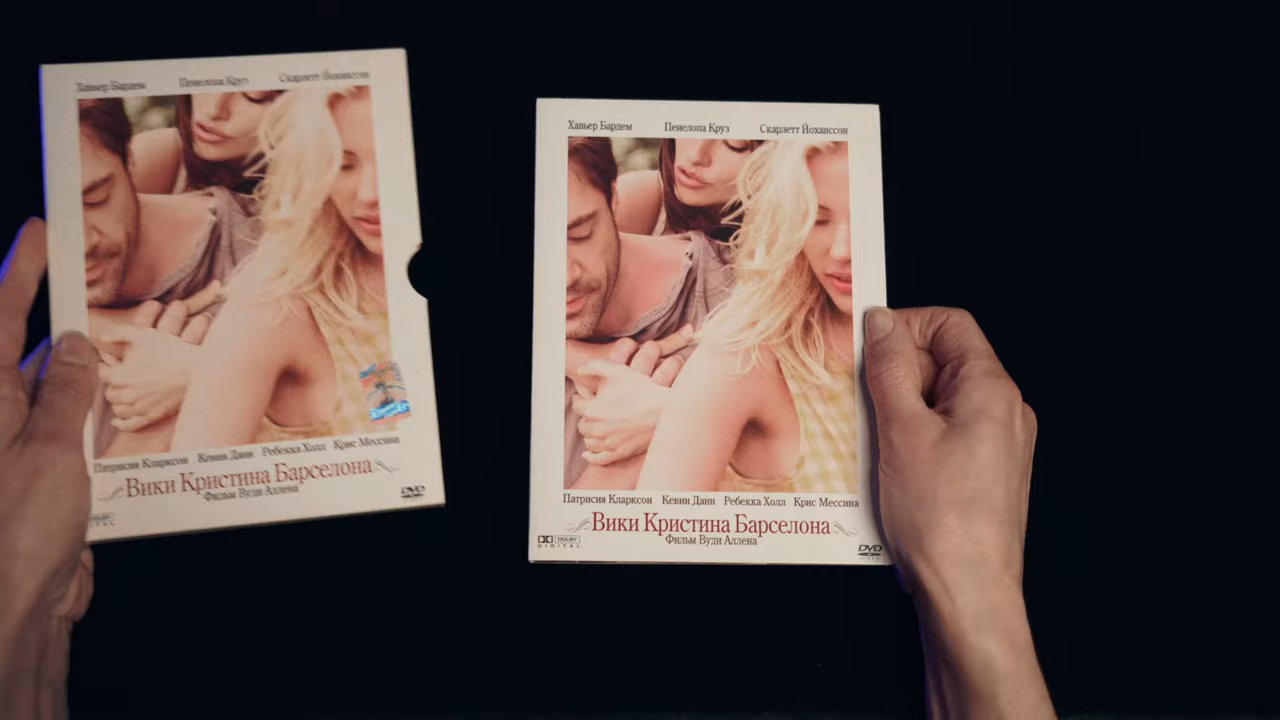 Хавьер Бардем Пенелопа Круз Скарлетт Йоханссон
Патрисия Кларксон Кевин Данн Ребекка Холл Крис Мессина
Вики Кристина Барселона
Фильм Вуди Аллена
DVD
Хавьер Бардем Пенелопа Круз Скарлетт Йоханссон
Патрисия Кларксон Кевин Данн Ребекка Холл Крис Мессина
Вики Кристина Барселона
Фильм Вуди Аллена
DOLBY
DIGITAL
DVD
VIDEO